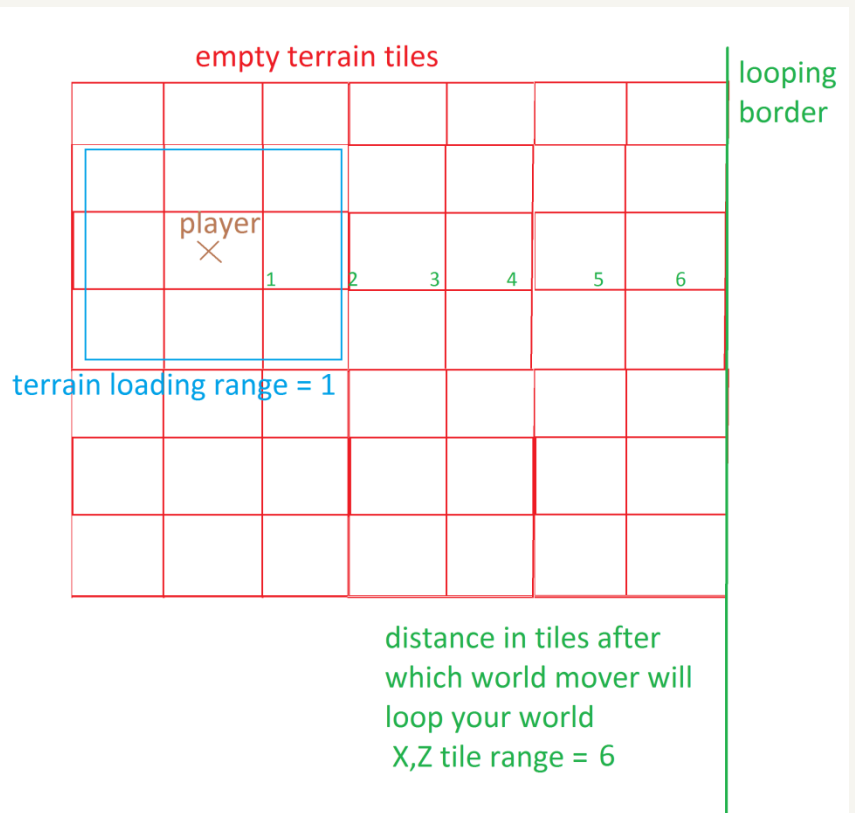 empty terrain tiles
looping
border
player
1
2
3
4
5
6
terrain loading range = 1
distance in tiles after
which world mover will
loop your world
X,Z tile range = 6